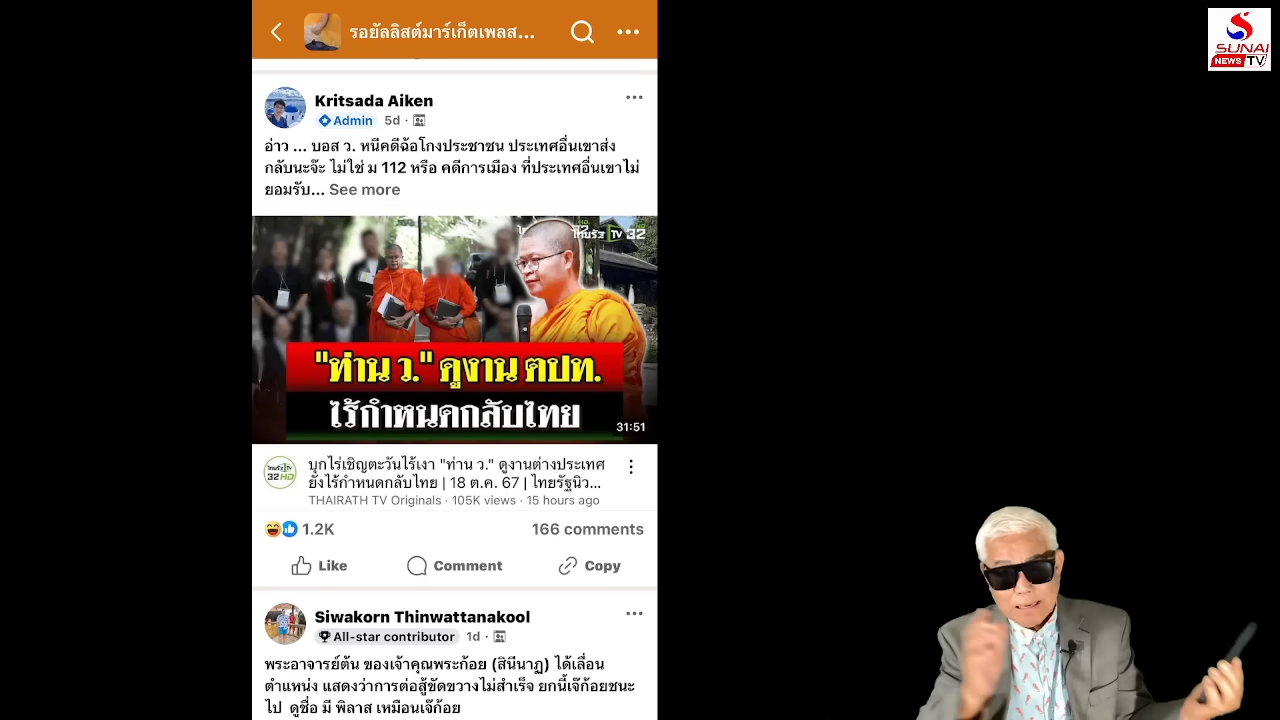 รอยัลลิสต์มาร์เก็ตเพลส...
SUNAI
NEWS TV
Kritsada Aiken
Admin 5d ·
อ่าว ... บอส ว. หนีคดีฉ้อโกงประชาชน ประเทศอื่นเขาส่ง
กลับนะจ๊ะ ไม่ใช่ ม 112 หรือ คดีการเมือง ที่ประเทศอื่นเขาไม่
ยอมรับ... See more
ไทยรัฐ TV 32
"ท่าน ว." ดูงาน ตปท.
ไร้กำหนดกลับไทย
31:51
ไทยรัฐ TV
32 HD
บุกไร่เชิญตะวันไร้เงา "ท่าน ว." ดูงานต่างประเทศ
ยังไร้กำหนดกลับไทย | 18 ต.ค. 67 | ไทยรัฐนิว...
THAIRATH TV Originals · 105K views · 15 hours ago
1.2K 166 comments
Like Comment Copy
Siwakorn Thinwattanakool
All-star contributor 1d ·
พระอาจารย์ต้น ของเจ้าคุณพระก้อย (สินีนาฏ) ได้เลื่อน
ตำแหน่ง แสดงว่าการต่อสู้ขัดขวางไม่สำเร็จ ยกนี้เจ๊ก้อยชนะ
ไป ดูชื่อ มี พิลาส เหมือนเจ๊ก้อย